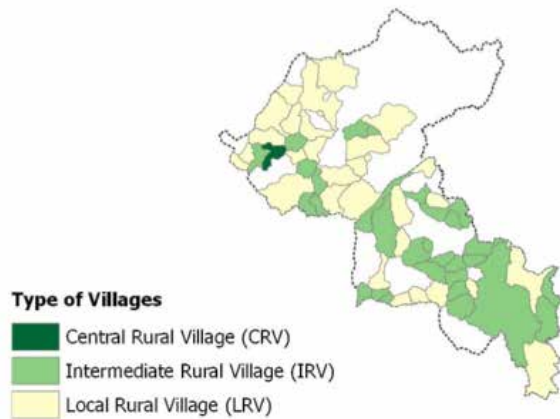 Type of Villages
Central Rural Village (CRV)
Intermediate Rural Village (IRV)
Local Rural Village (LRV)